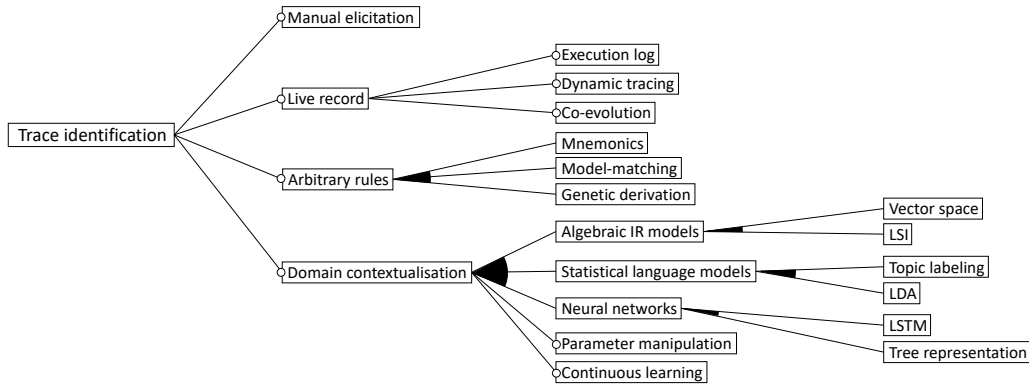 Trace identification
Manual elicitation
Live record
Execution log
Dynamic tracing
Co-evolution
Arbitrary rules
Mnemonics
Model-matching
Genetic derivation
Domain contextualisation
Algebraic IR models
Vector space
LSI
Statistical language models
Topic labeling
LDA
Neural networks
LSTM
Tree representation
Parameter manipulation
Continuous learning